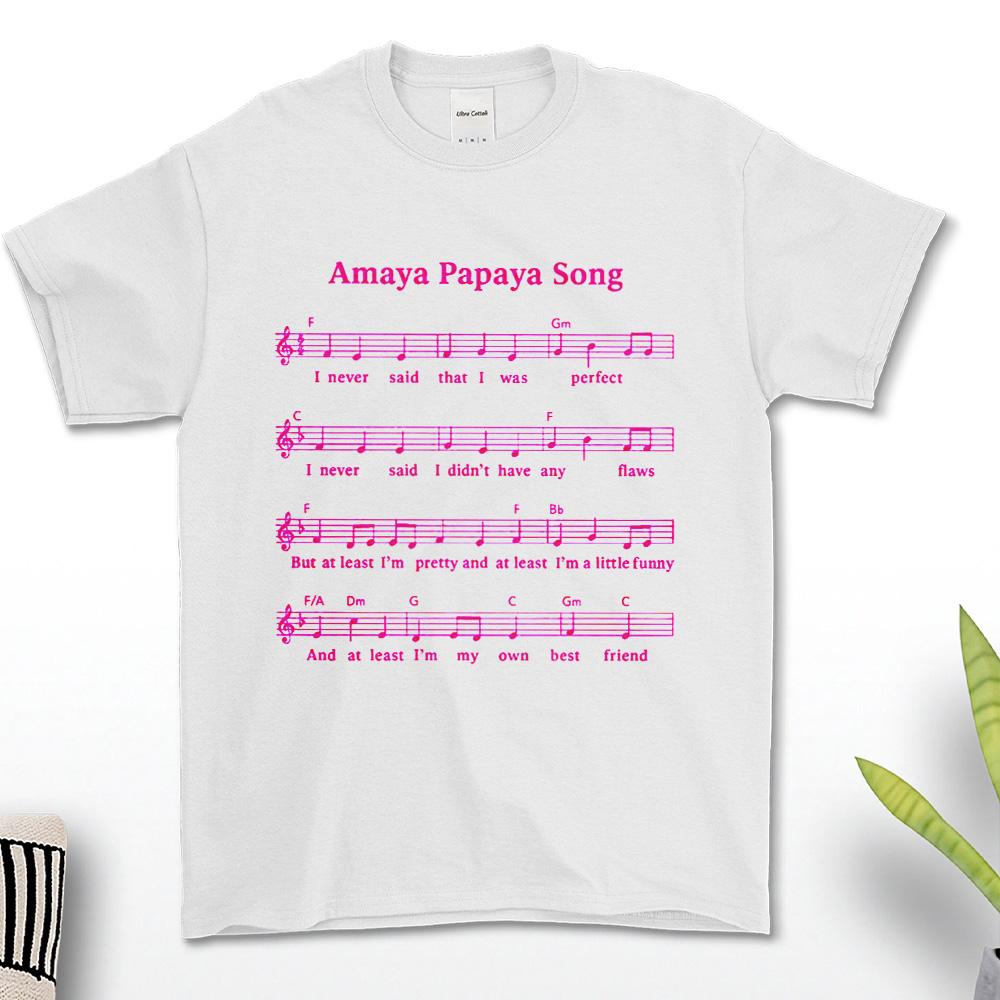 Ultra Cotton
M | M | M
Amaya Papaya Song
F Gm
I never said that I was perfect
C F
I never said I didn't have any flaws
F F Bb
But at least I'm pretty and at least I'm a little funny
F/A Dm G C Gm C
And at least I'm my own best friend